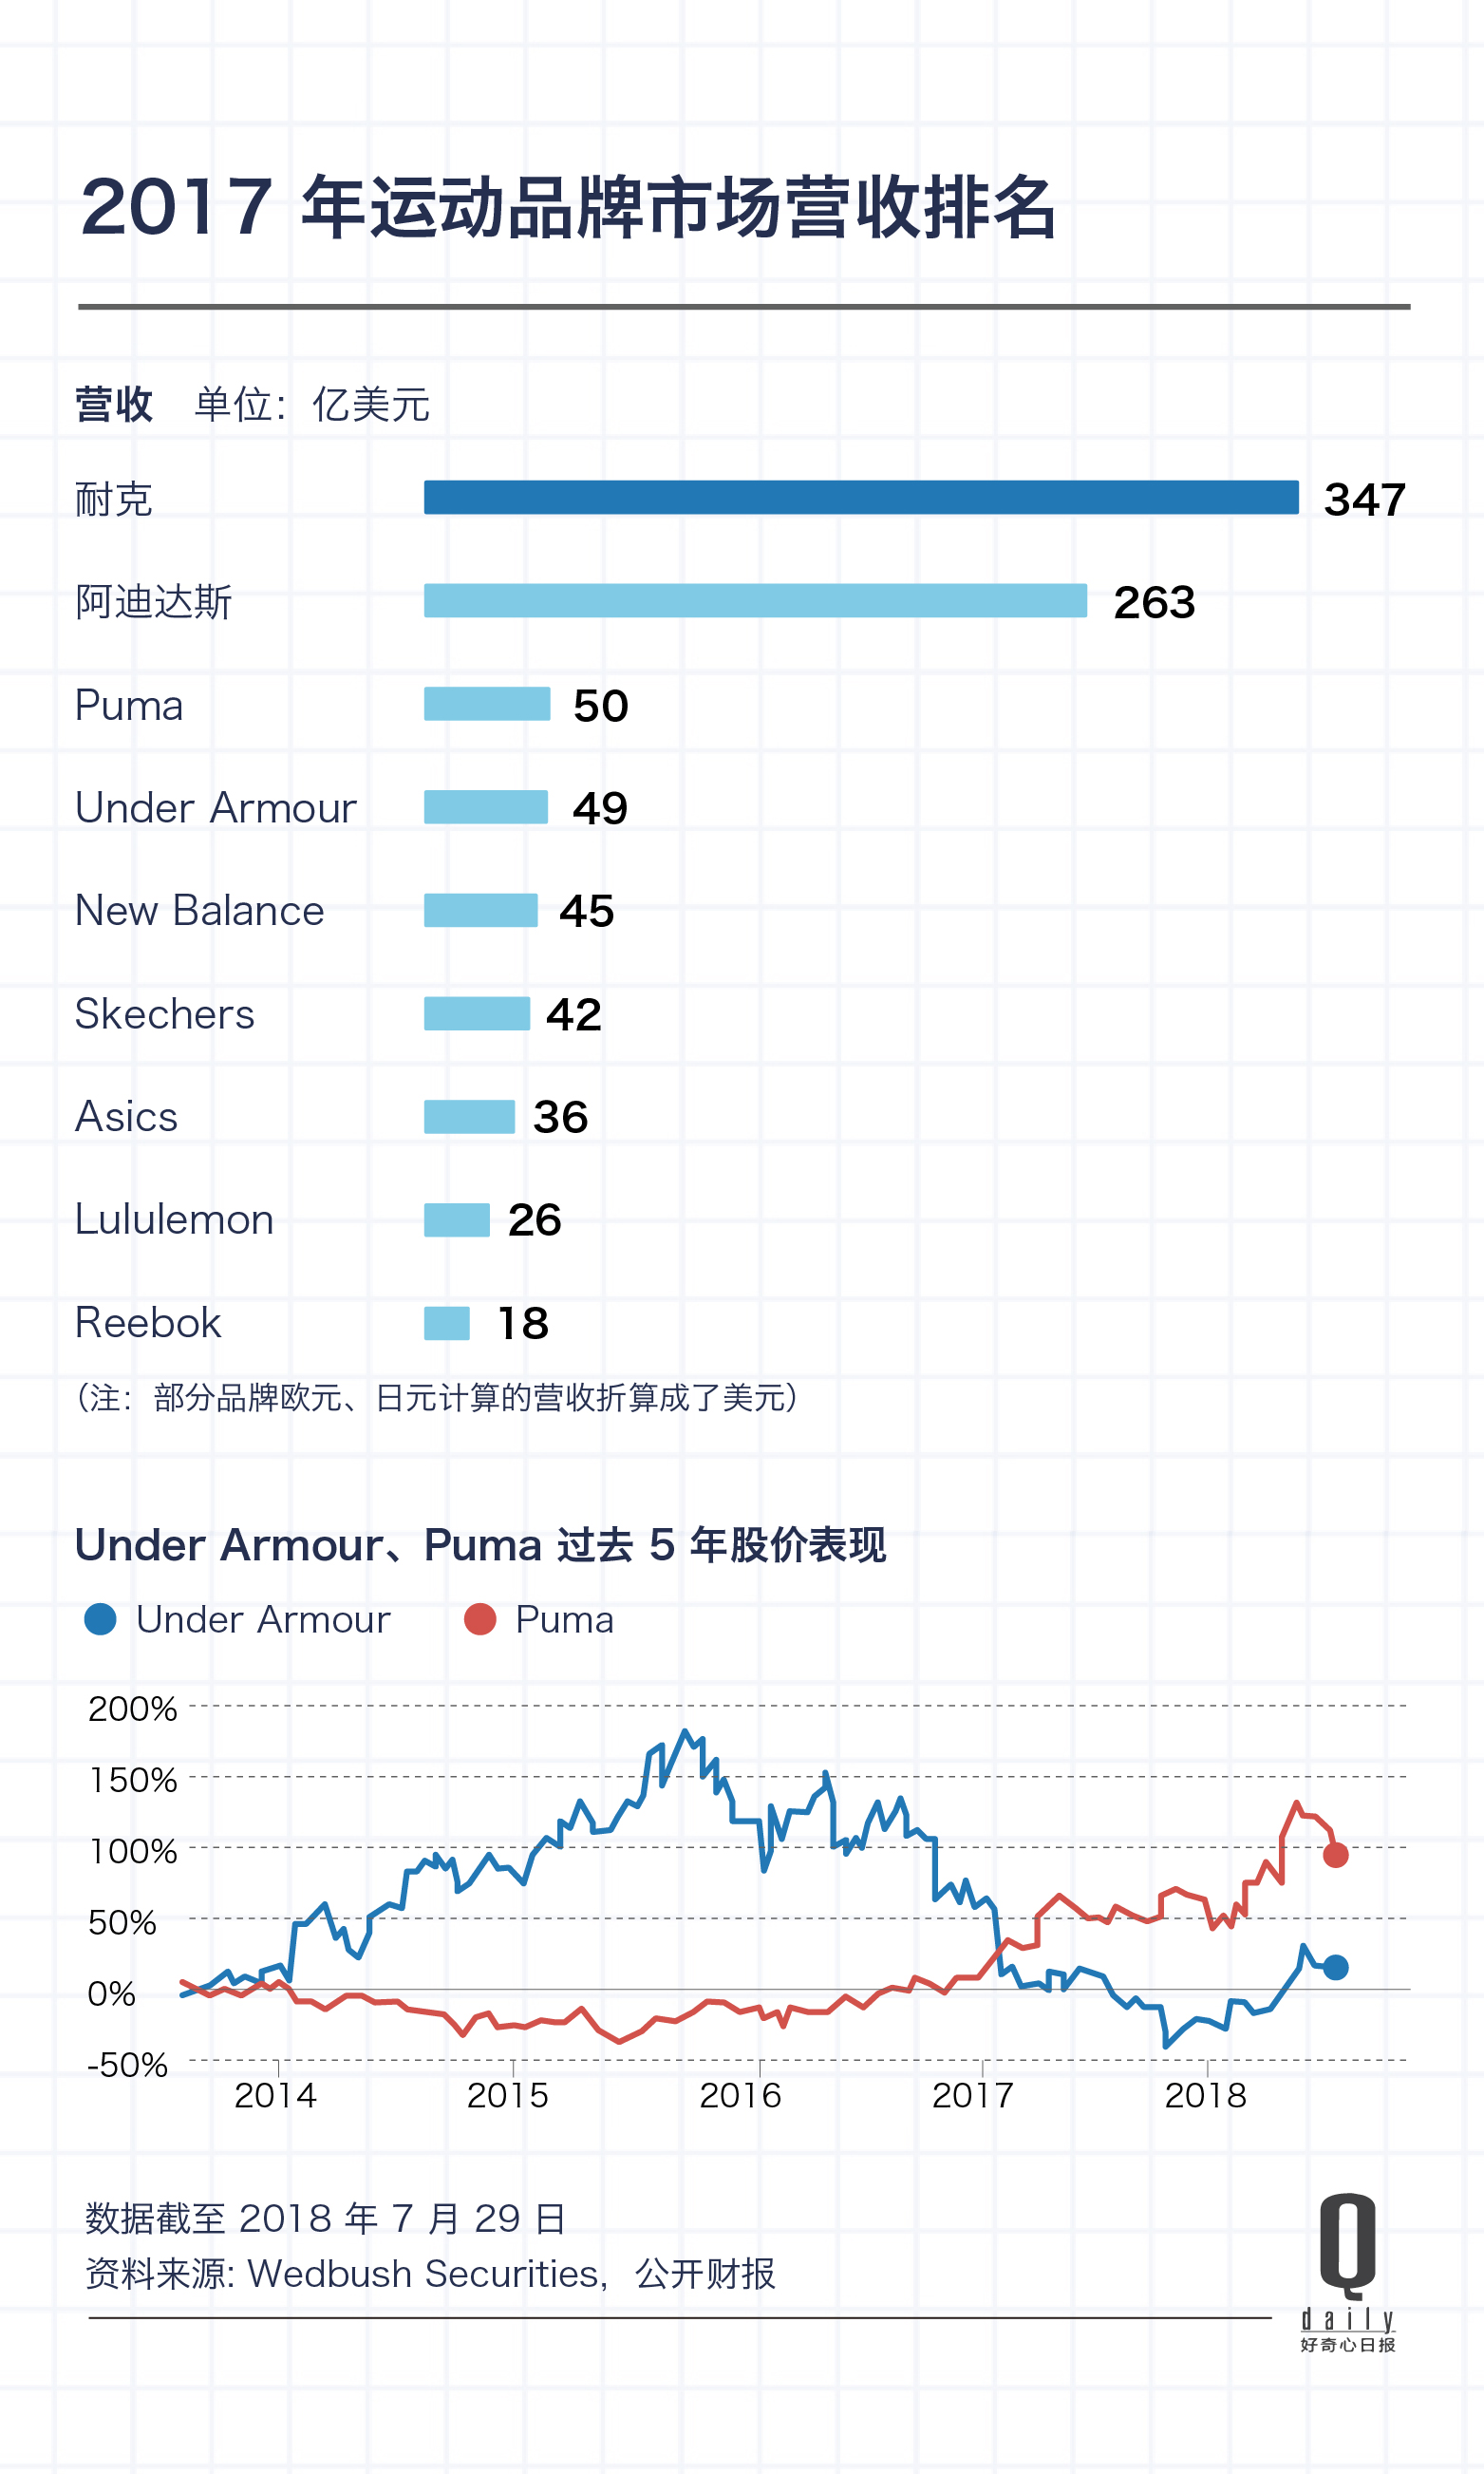 2017 年运动品牌市场营收排名
营收 单位：亿美元
耐克 347
阿迪达斯 263
Puma 50
Under Armour 49
New Balance 45
Skechers 42
Asics 36
Lululemon 26
Reebok 18
（注：部分品牌欧元、日元计算的营收折算成了美元）
Under Armour、Puma 过去 5 年股价表现
Under Armour Puma
200%
150%
100%
50%
0%
-50%
2014 2015 2016 2017 2018
数据截至 2018 年 7 月 29 日
资料来源: Wedbush Securities，公开财报
Q
daily
好奇心日报